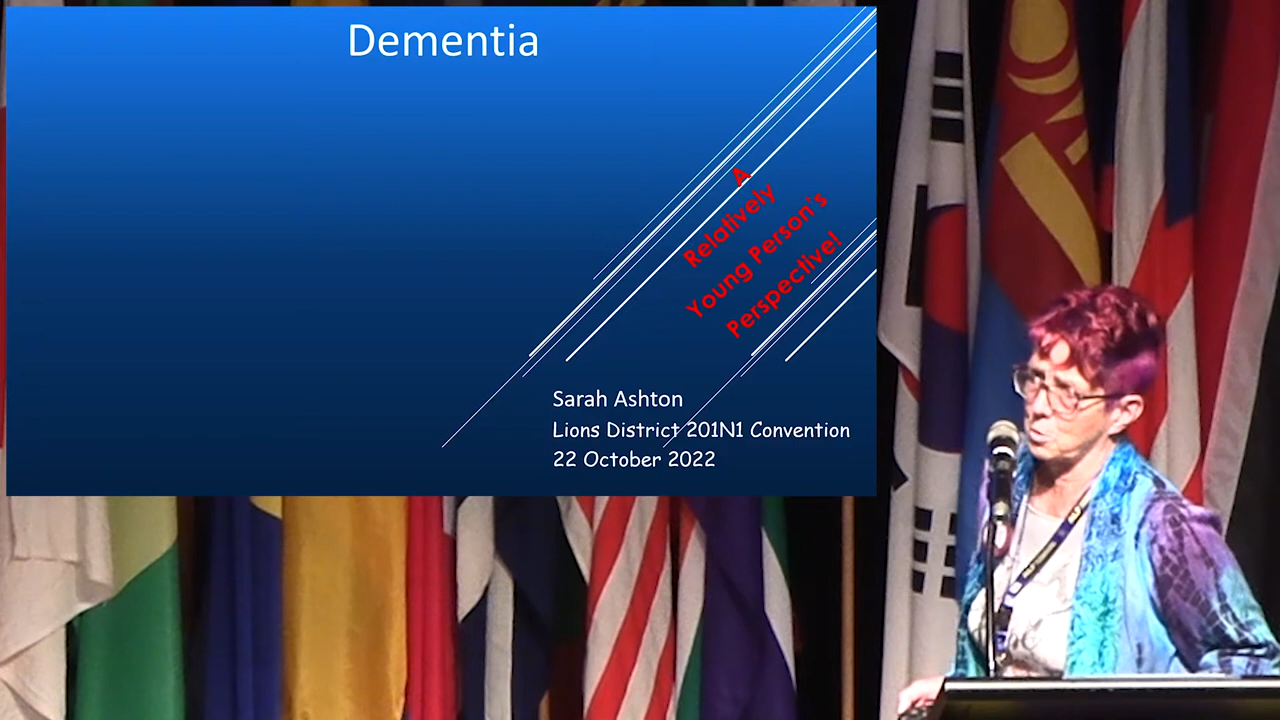 Dementia
A
Relatively
Young Person's
Perspective!
Sarah Ashton
Lions District 201N1 Convention
22 October 2022